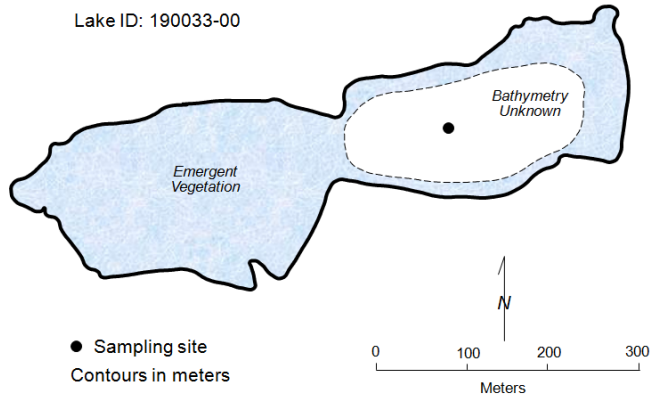 Lake ID: 190033-00
Bathymetry
Unknown
Emergent
Vegetation
N
Sampling site
Contours in meters
0 100 200 300
Meters